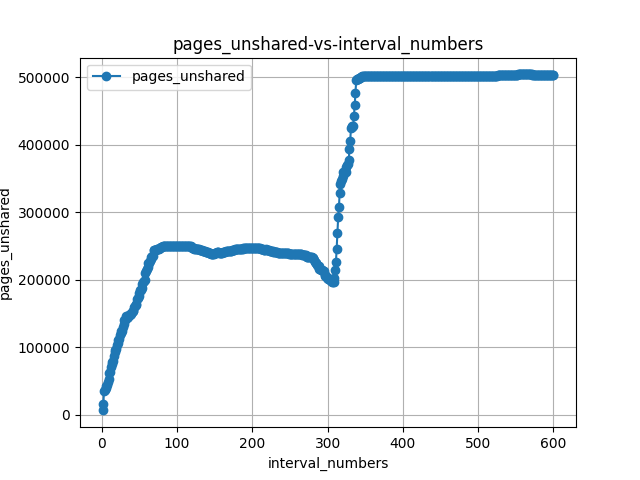 pages_unshared-vs-interval_numbers
pages_unshared
500000
400000
300000
200000
100000
0
pages_unshared
0 100 200 300 400 500 600
interval_numbers